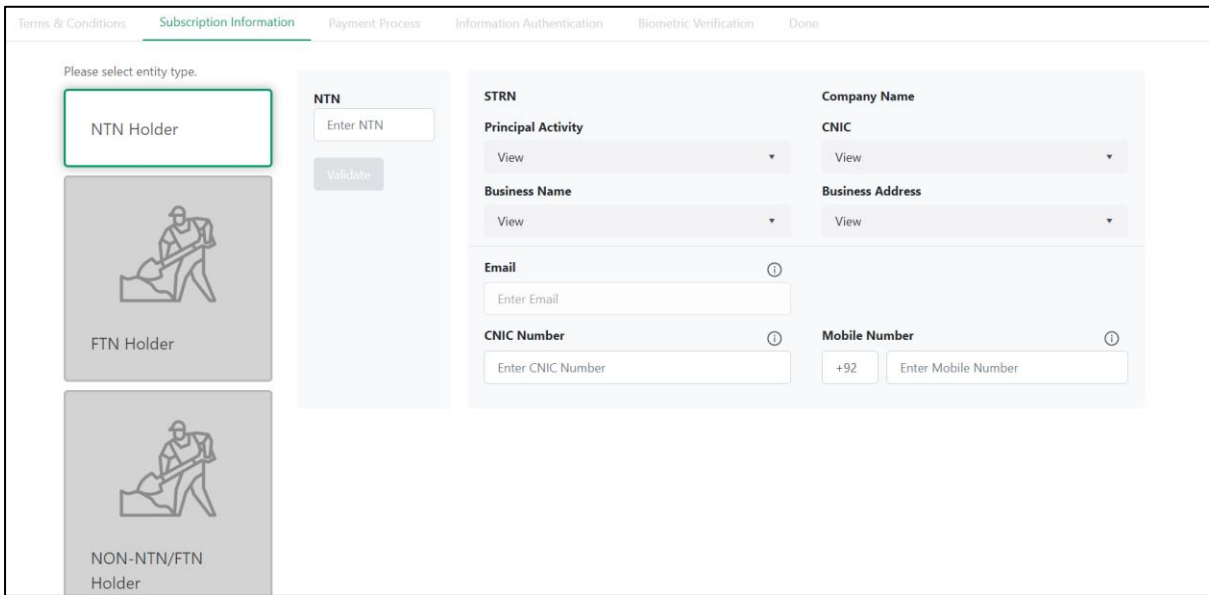 Terms & Conditions Subscription Information Payment Process Information Authentication Biometric Verification Done
Please select entity type.
NTN Holder
FTN Holder
NON-NTN/FTN
Holder
NTN
Enter NTN
Validate
STRN Company Name
Principal Activity CNIC
View View
Business Name Business Address
View View
Email
Enter Email
CNIC Number Mobile Number
Enter CNIC Number +92 Enter Mobile Number